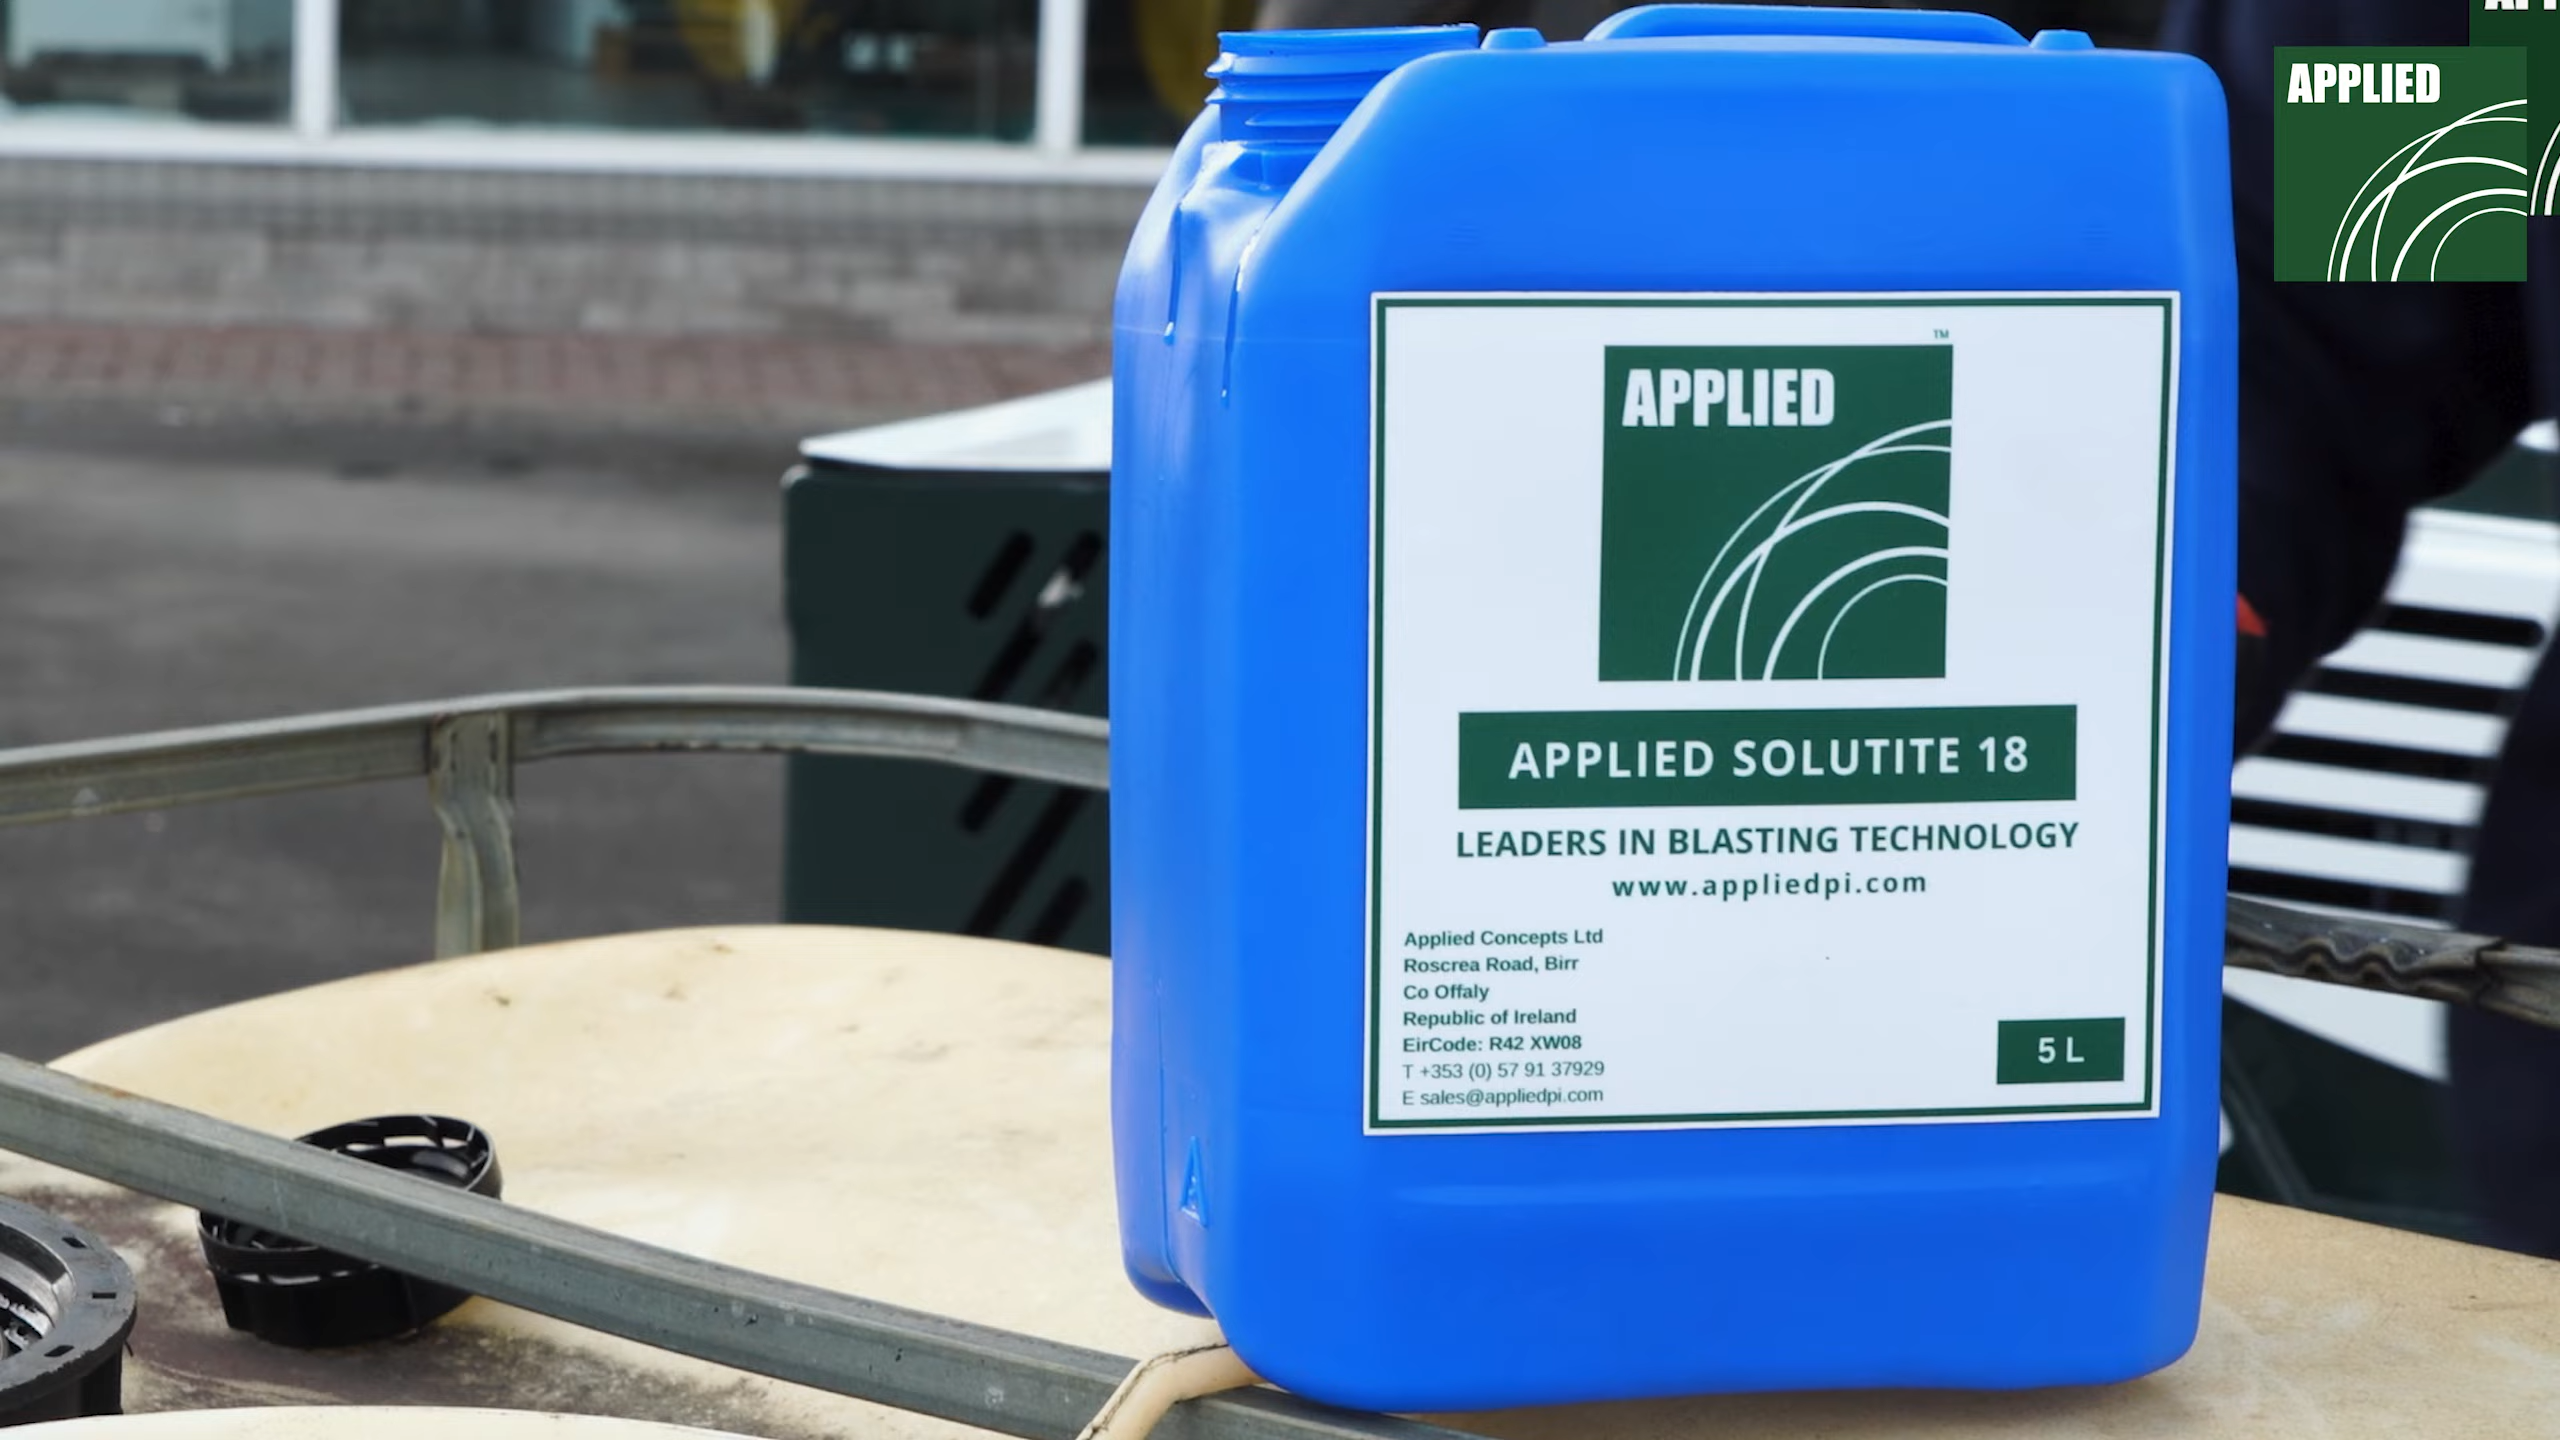 APPLIED
TM
APPLIED
APPLIED SOLUTITE 18
LEADERS IN BLASTING TECHNOLOGY
www.appliedpi.com
Applied Concepts Ltd
Roscrea Road, Birr
Co Offaly
Republic of Ireland
EirCode: R42 XW08
T +353 (0) 57 91 37929
E sales@appliedpi.com
5 L